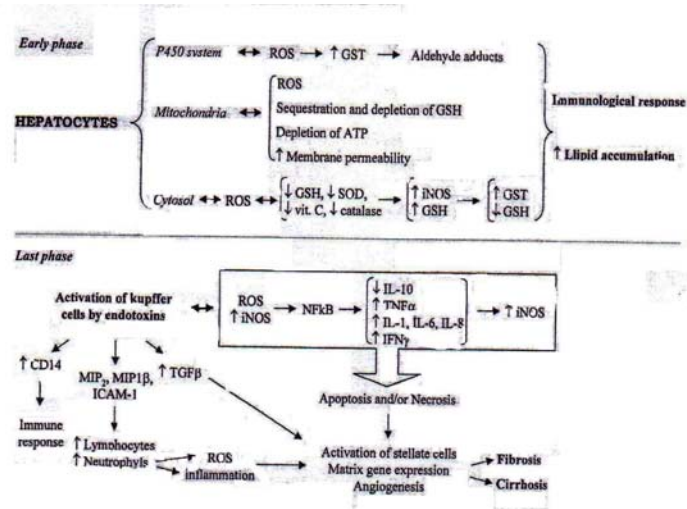 Early phase
P450 system ↔ ROS → ↑ GST → Aldehyde adducts
HEPATOCYTES
Mitochondria ↔
ROS
Sequestration and depletion of GSH
Depletion of ATP
↑ Membrane permeability
Immunological response
↑ Llipid accumulation
Cytosol ↔ ROS ↔
↓ GSH, ↓ SOD,
↓ vit. C, ↓ catalase
→
↑ iNOS
↑ GSH
→
↑ GST
↓ GSH
Last phase
Activation of kupffer
cells by endotoxins
↔
ROS
↑ iNOS
→ NFkB →
↓ IL-10
↑ TNFα
↑ IL-1, IL-6, IL-8
↑ IFNγ
→ ↑ iNOS
↑ CD14
MIP2, MIP1β,
ICAM-1
↑ TGFβ
Apoptosis and/or Necrosis
Immune
response
↑ Lymhocytes
↑ Neutrophyls
ROS
inflammation
Activation of stellate cells
Matrix gene expression
Angiogenesis
Fibrosis
Cirrhosis